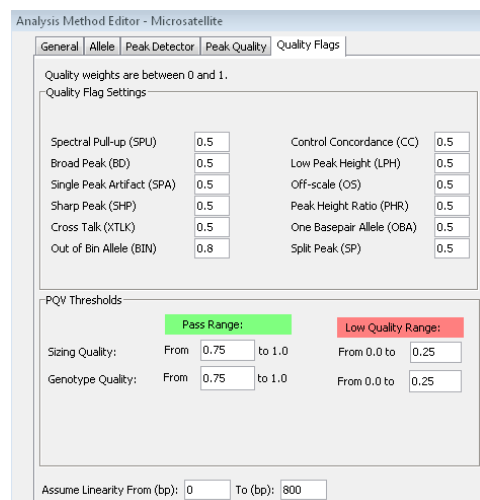 Analysis Method Editor - Microsatellite
General Allele Peak Detector Peak Quality Quality Flags
Quality weights are between 0 and 1.
Quality Flag Settings
Spectral Pull-up (SPU) 0.5 Control Concordance (CC) 0.5
Broad Peak (BD) 0.5 Low Peak Height (LPH) 0.5
Single Peak Artifact (SPA) 0.5 Off-scale (OS) 0.5
Sharp Peak (SHP) 0.5 Peak Height Ratio (PHR) 0.5
Cross Talk (XTLK) 0.5 One Basepair Allele (OBA) 0.5
Out of Bin Allele (BIN) 0.8 Split Peak (SP) 0.5
PQV Thresholds
Pass Range: Low Quality Range:
Sizing Quality: From 0.75 to 1.0 From 0.0 to 0.25
Genotype Quality: From 0.75 to 1.0 From 0.0 to 0.25
Assume Linearity From (bp): 0 To (bp): 800